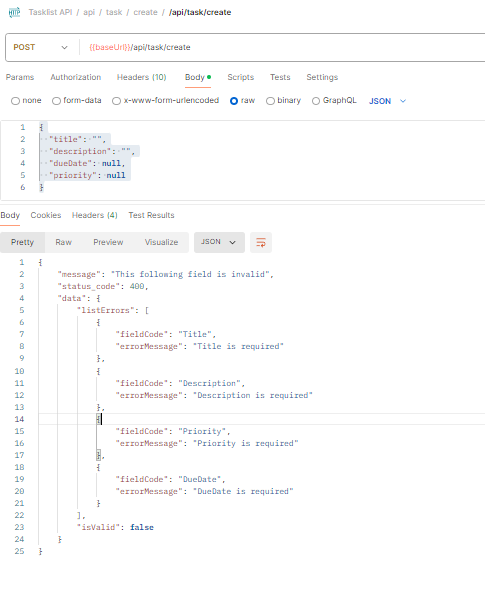 HTTP Tasklist API / api / task / create / /api/task/create
POST {{baseUrl}}/api/task/create
Params Authorization Headers (10) Body Scripts Tests Settings
none form-data x-www-form-urlencoded raw binary GraphQL JSON
1 {
2 "title": "",
3 "description": "",
4 "dueDate": null,
5 "priority": null
6 }
Body Cookies Headers (4) Test Results
Pretty Raw Preview Visualize JSON
1 {
2 "message": "This following field is invalid",
3 "status_code": 400,
4 "data": {
5 "listErrors": [
6 {
7 "fieldCode": "Title",
8 "errorMessage": "Title is required"
9 },
10 {
11 "fieldCode": "Description",
12 "errorMessage": "Description is required"
13 },
14 {
15 "fieldCode": "Priority",
16 "errorMessage": "Priority is required"
17 },
18 {
19 "fieldCode": "DueDate",
20 "errorMessage": "DueDate is required"
21 }
22 ],
23 "isValid": false
24 }
25 }